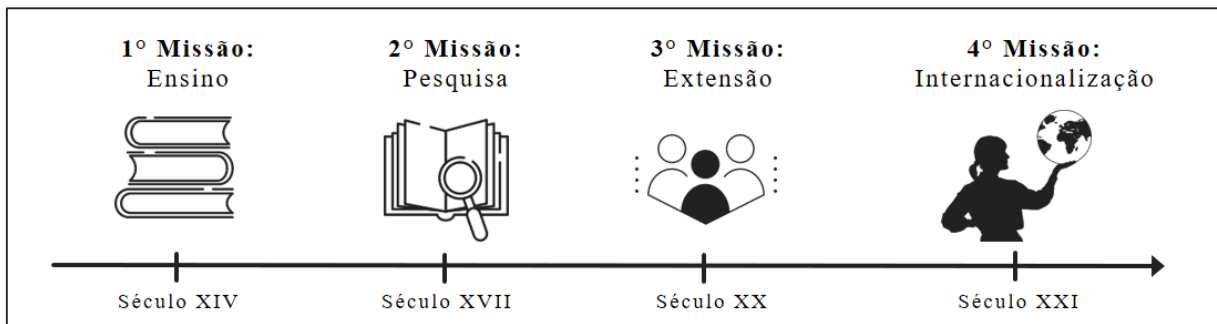 1° Missão:
Ensino
2° Missão:
Pesquisa
3° Missão:
Extensão
4° Missão:
Internacionalização
Século XIV
Século XVII
Século XX
Século XXI